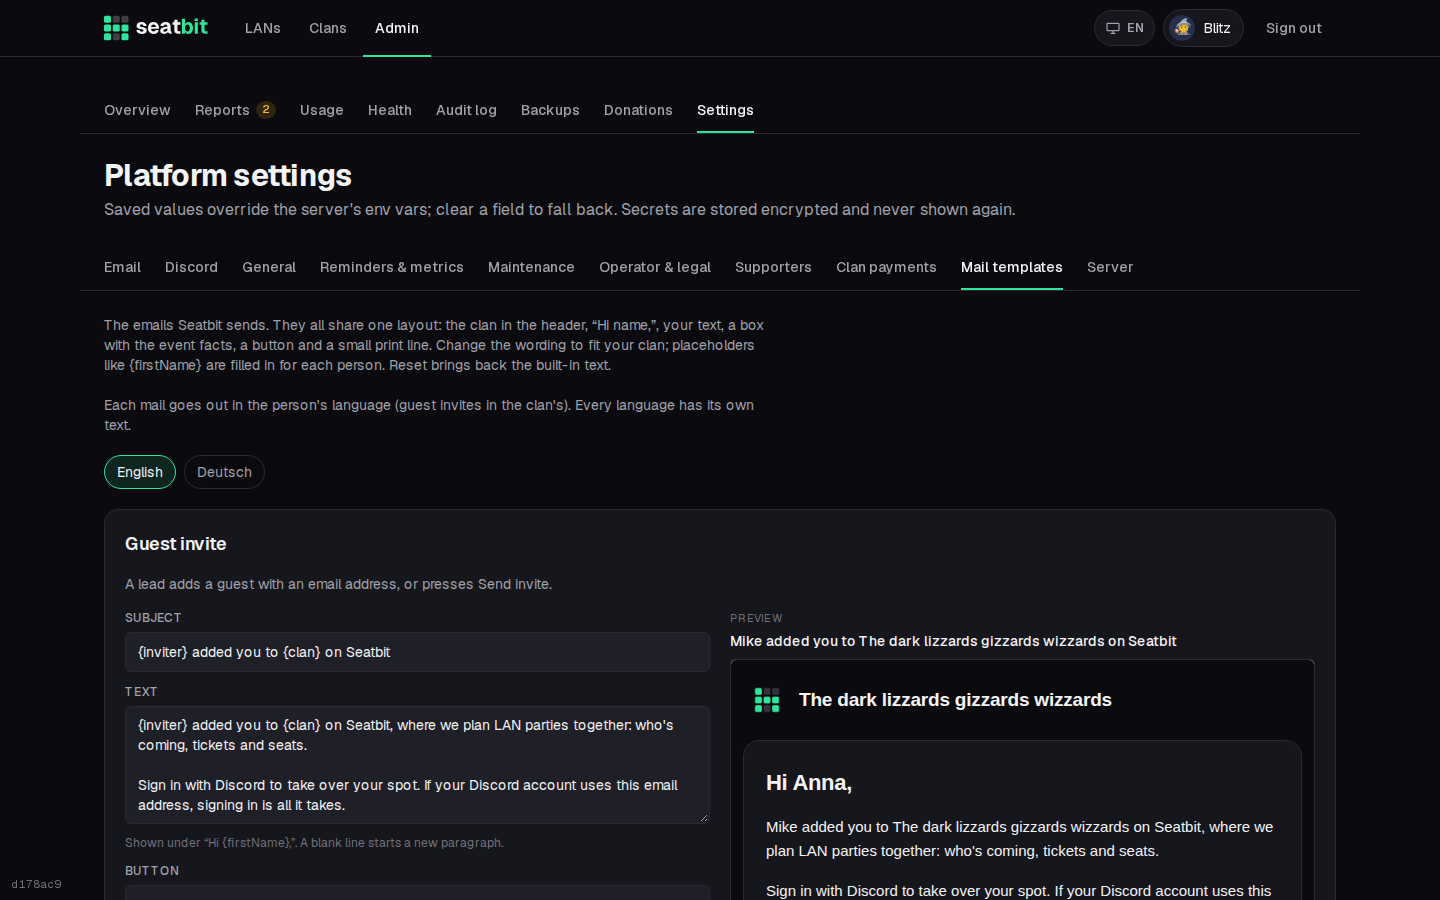 seatbit
LANs
Clans
Admin
EN
Blitz
Sign out
Overview
Reports 2
Usage
Health
Audit log
Backups
Donations
Settings
Platform settings
Saved values override the server's env vars; clear a field to fall back. Secrets are stored encrypted and never shown again.
Email
Discord
General
Reminders & metrics
Maintenance
Operator & legal
Supporters
Clan payments
Mail templates
Server
The emails Seatbit sends. They all share one layout: the clan in the header, “Hi name,”, your text, a box
with the event facts, a button and a small print line. Change the wording to fit your clan; placeholders
like {firstName} are filled in for each person. Reset brings back the built-in text.
Each mail goes out in the person's language (guest invites in the clan's). Every language has its own
text.
English
Deutsch
Guest invite
A lead adds a guest with an email address, or presses Send invite.
SUBJECT
{inviter} added you to {clan} on Seatbit
TEXT
{inviter} added you to {clan} on Seatbit, where we plan LAN parties together: who's
coming, tickets and seats.
Sign in with Discord to take over your spot. If your Discord account uses this email
address, signing in is all it takes.
Shown under “Hi {firstName},”. A blank line starts a new paragraph.
BUTTON
PREVIEW
Mike added you to The dark lizzards gizzards wizzards on Seatbit
The dark lizzards gizzards wizzards
Hi Anna,
Mike added you to The dark lizzards gizzards wizzards on Seatbit, where we
plan LAN parties together: who's coming, tickets and seats.
Sign in with Discord to take over your spot. If your Discord account uses this
d178ac9